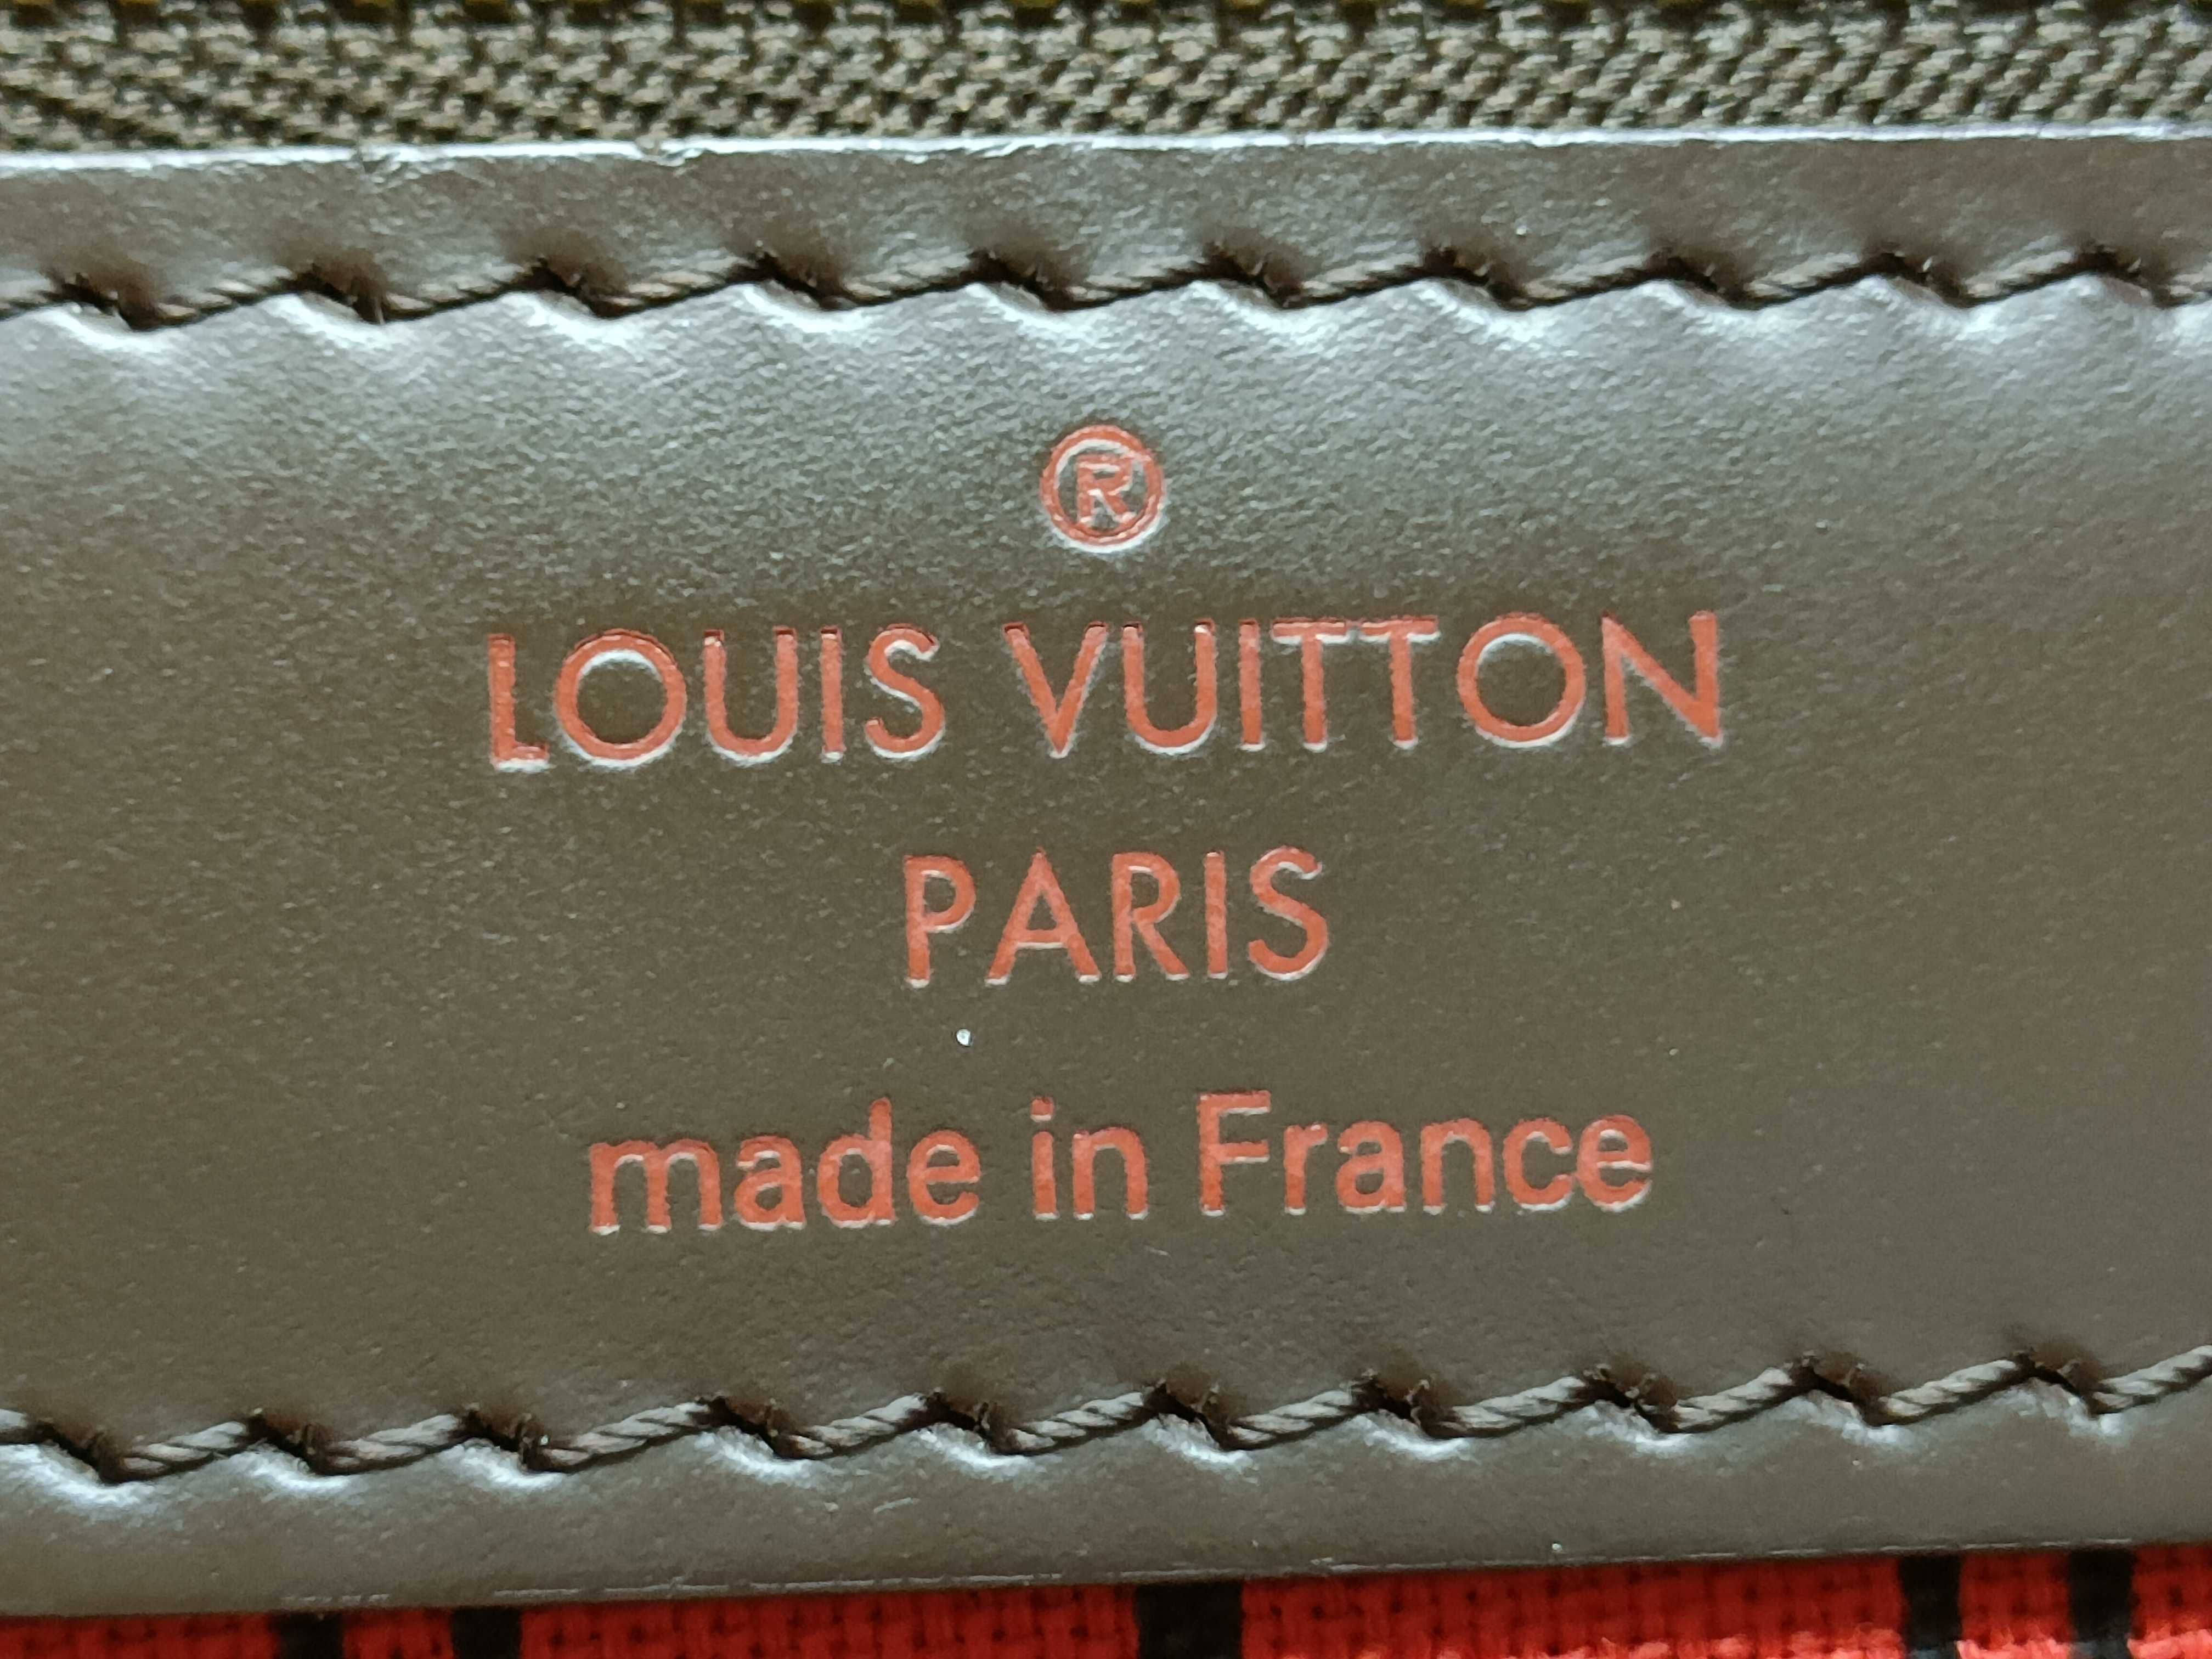 ®
LOUIS VUITTON
PARIS
made in France